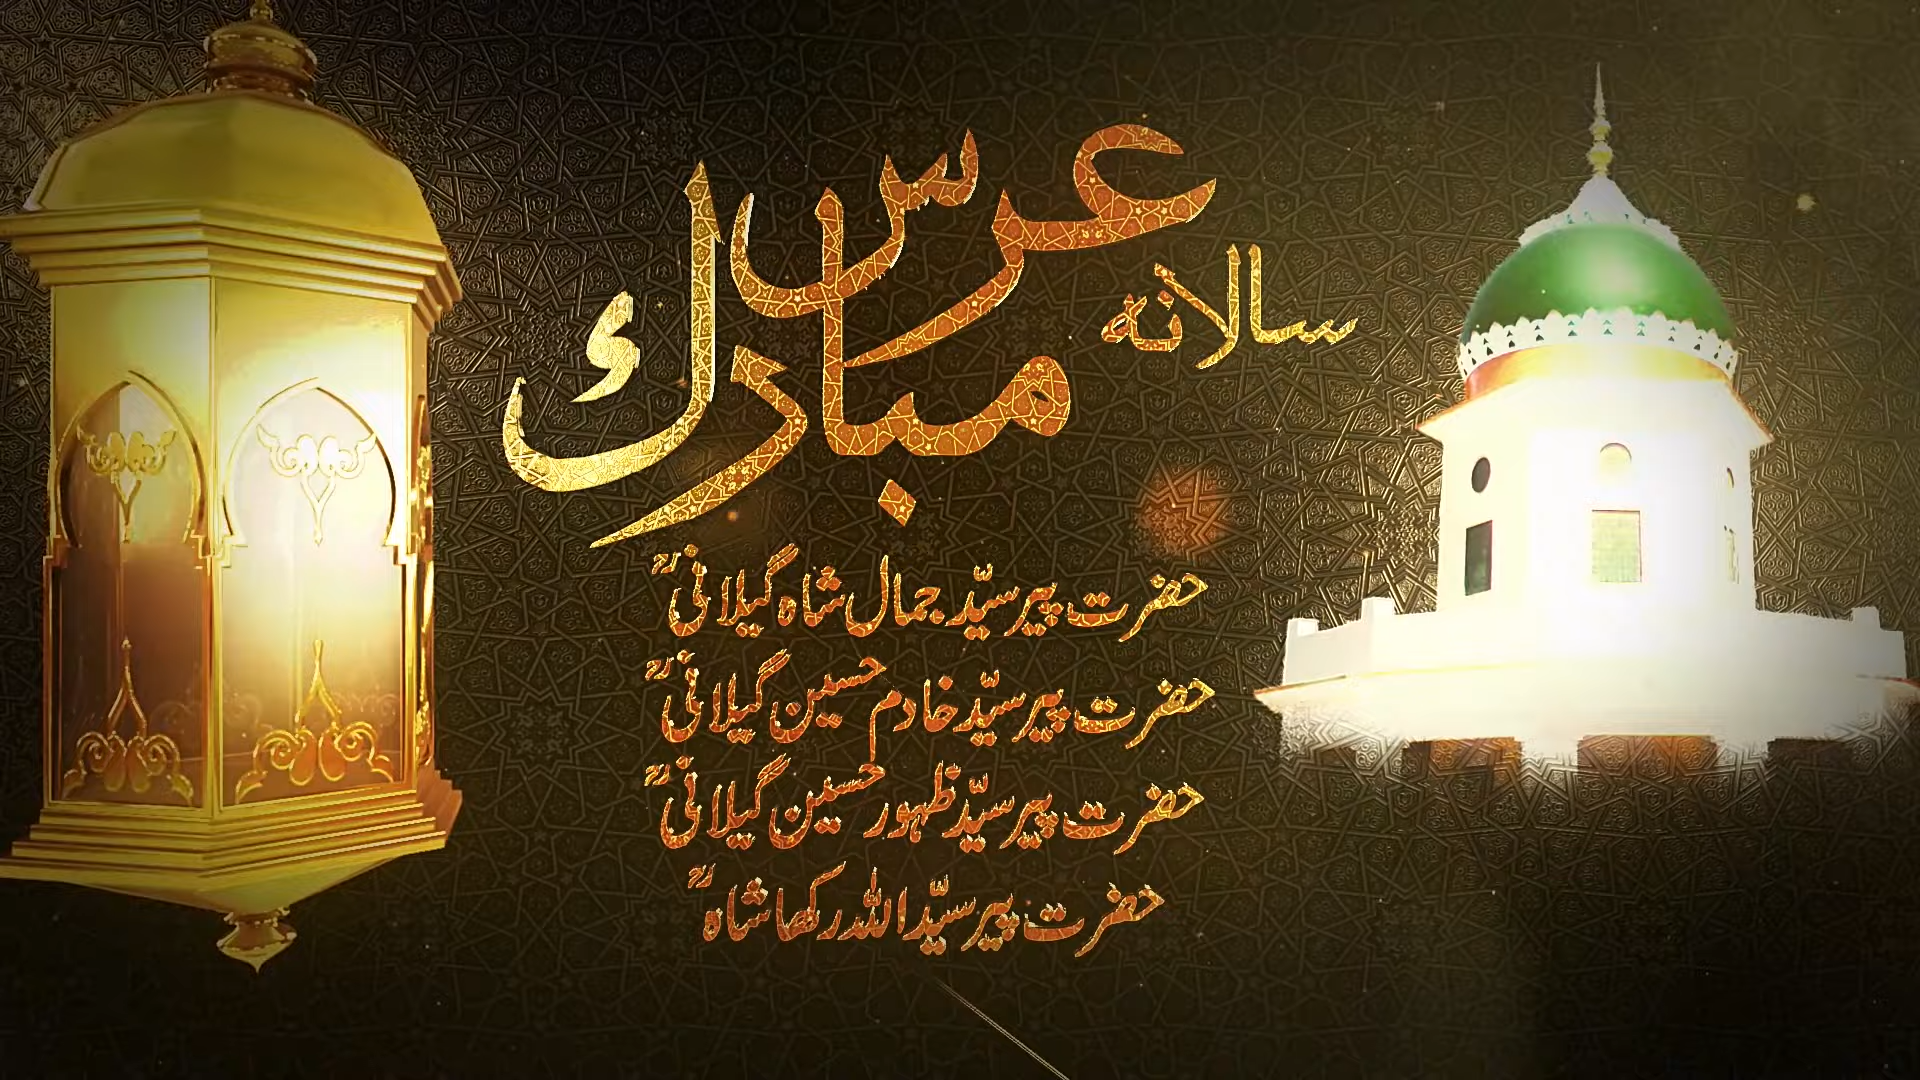 سالانہ
عرس
مبارک
حضرت پیر سیّد جمال شاہ گیلانیؒ
حضرت پیر سیّد خادم حسین گیلانیؒ
حضرت پیر سیّد ظہور حسین گیلانیؒ
حضرت پیر سیّد اللہ رکھا شاہؒ